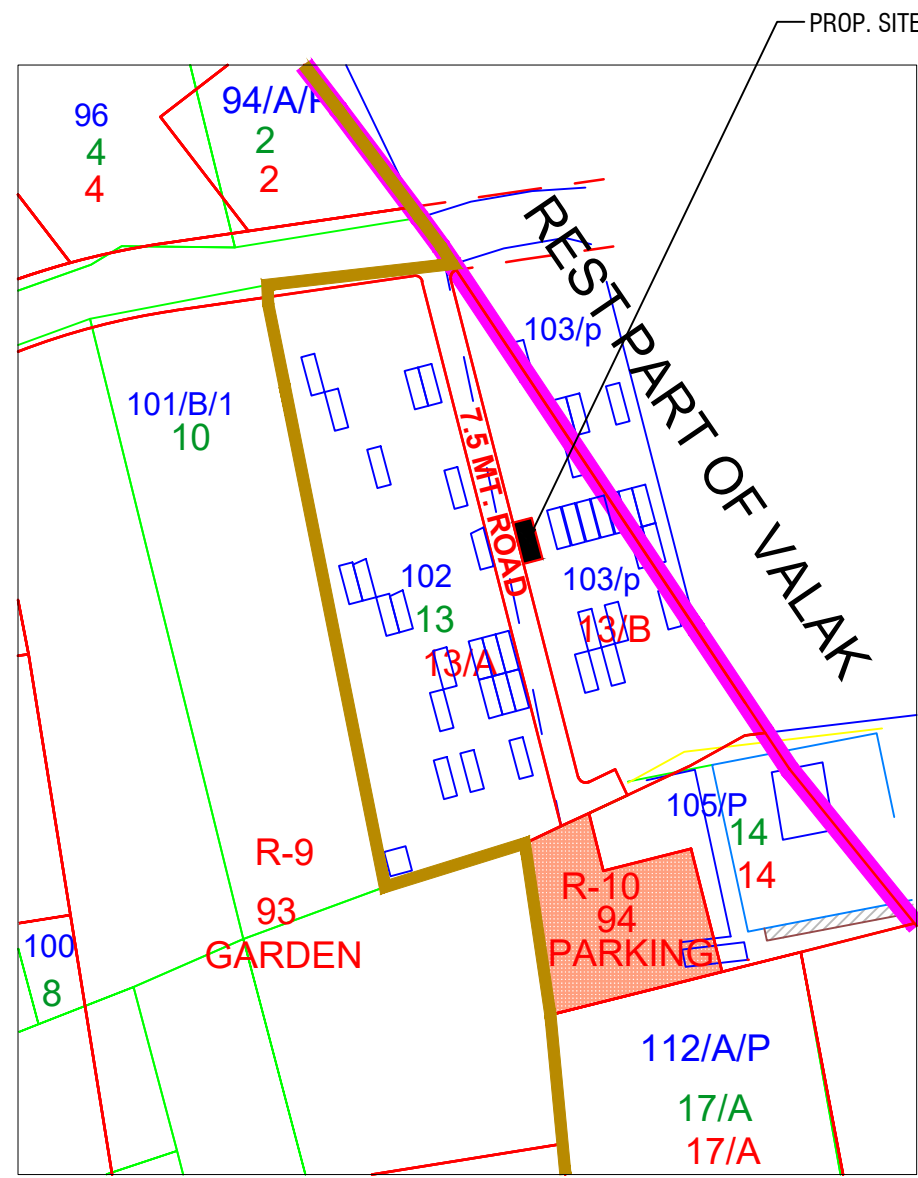 PROP. SITE
96
4
4
94/A/P
2
2
REST PART OF VALAK
103/p
101/B/1
10
7.5 MT. ROAD
102
13
13/A
103/p
13/B
105/P
14
14
R-9
93
GARDEN
R-10
94
PARKING
100
8
112/A/P
17/A
17/A